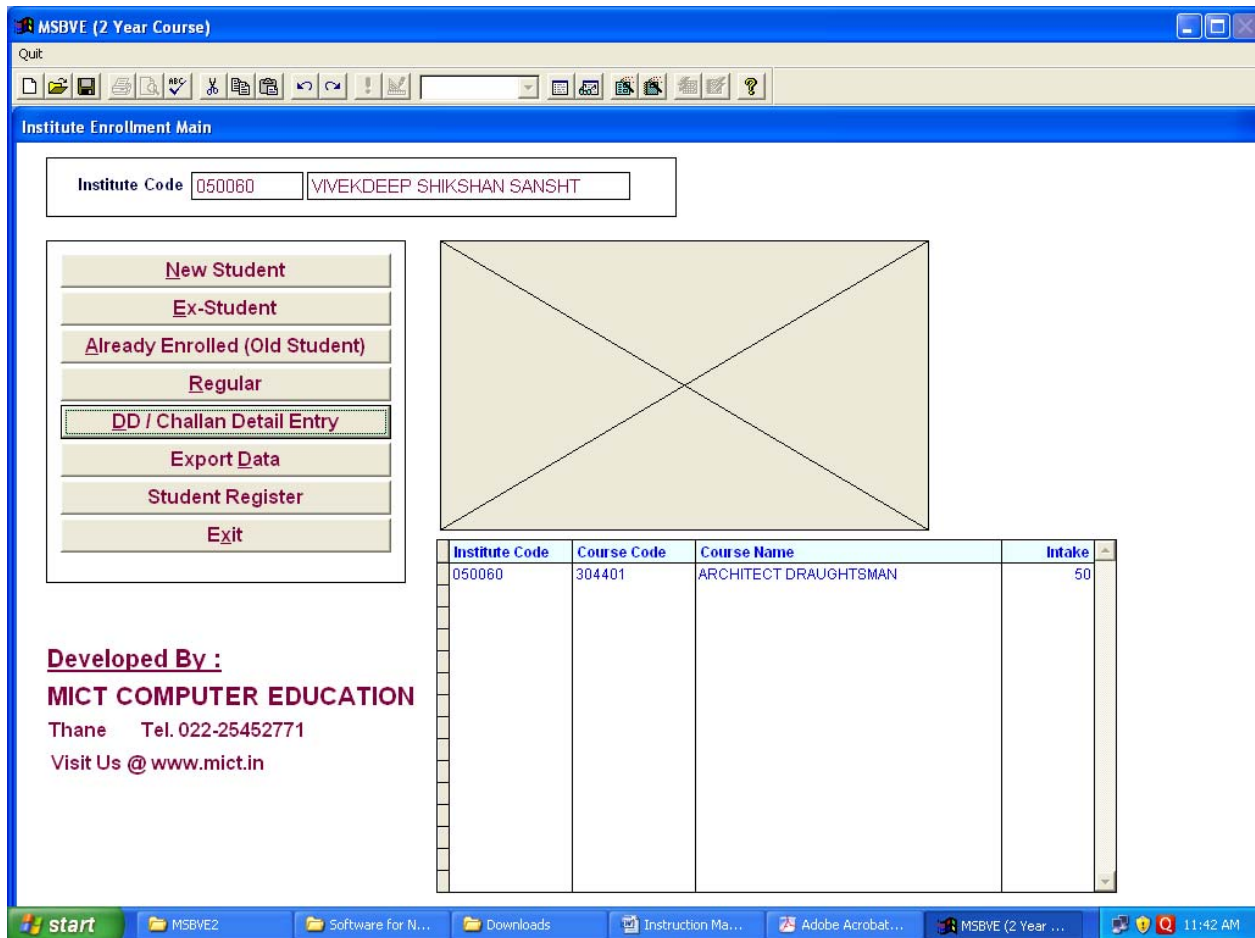 MSBVE (2 Year Course)
Quit
ABC
Institute Enrollment Main
Institute Code 050060 VIVEKDEEP SHIKSHAN SANSHT
New Student
Ex-Student
Already Enrolled (Old Student)
Regular
DD / Challan Detail Entry
Export Data
Student Register
Exit
Institute Code Course Code Course Name Intake
050060 304401 ARCHITECT DRAUGHTSMAN 50
Developed By :
MICT COMPUTER EDUCATION
Thane Tel. 022-25452771
Visit Us @ www.mict.in
start MSBVE2 Software for N... Downloads Instruction Ma... Adobe Acrobat... MSBVE (2 Year ... 11:42 AM